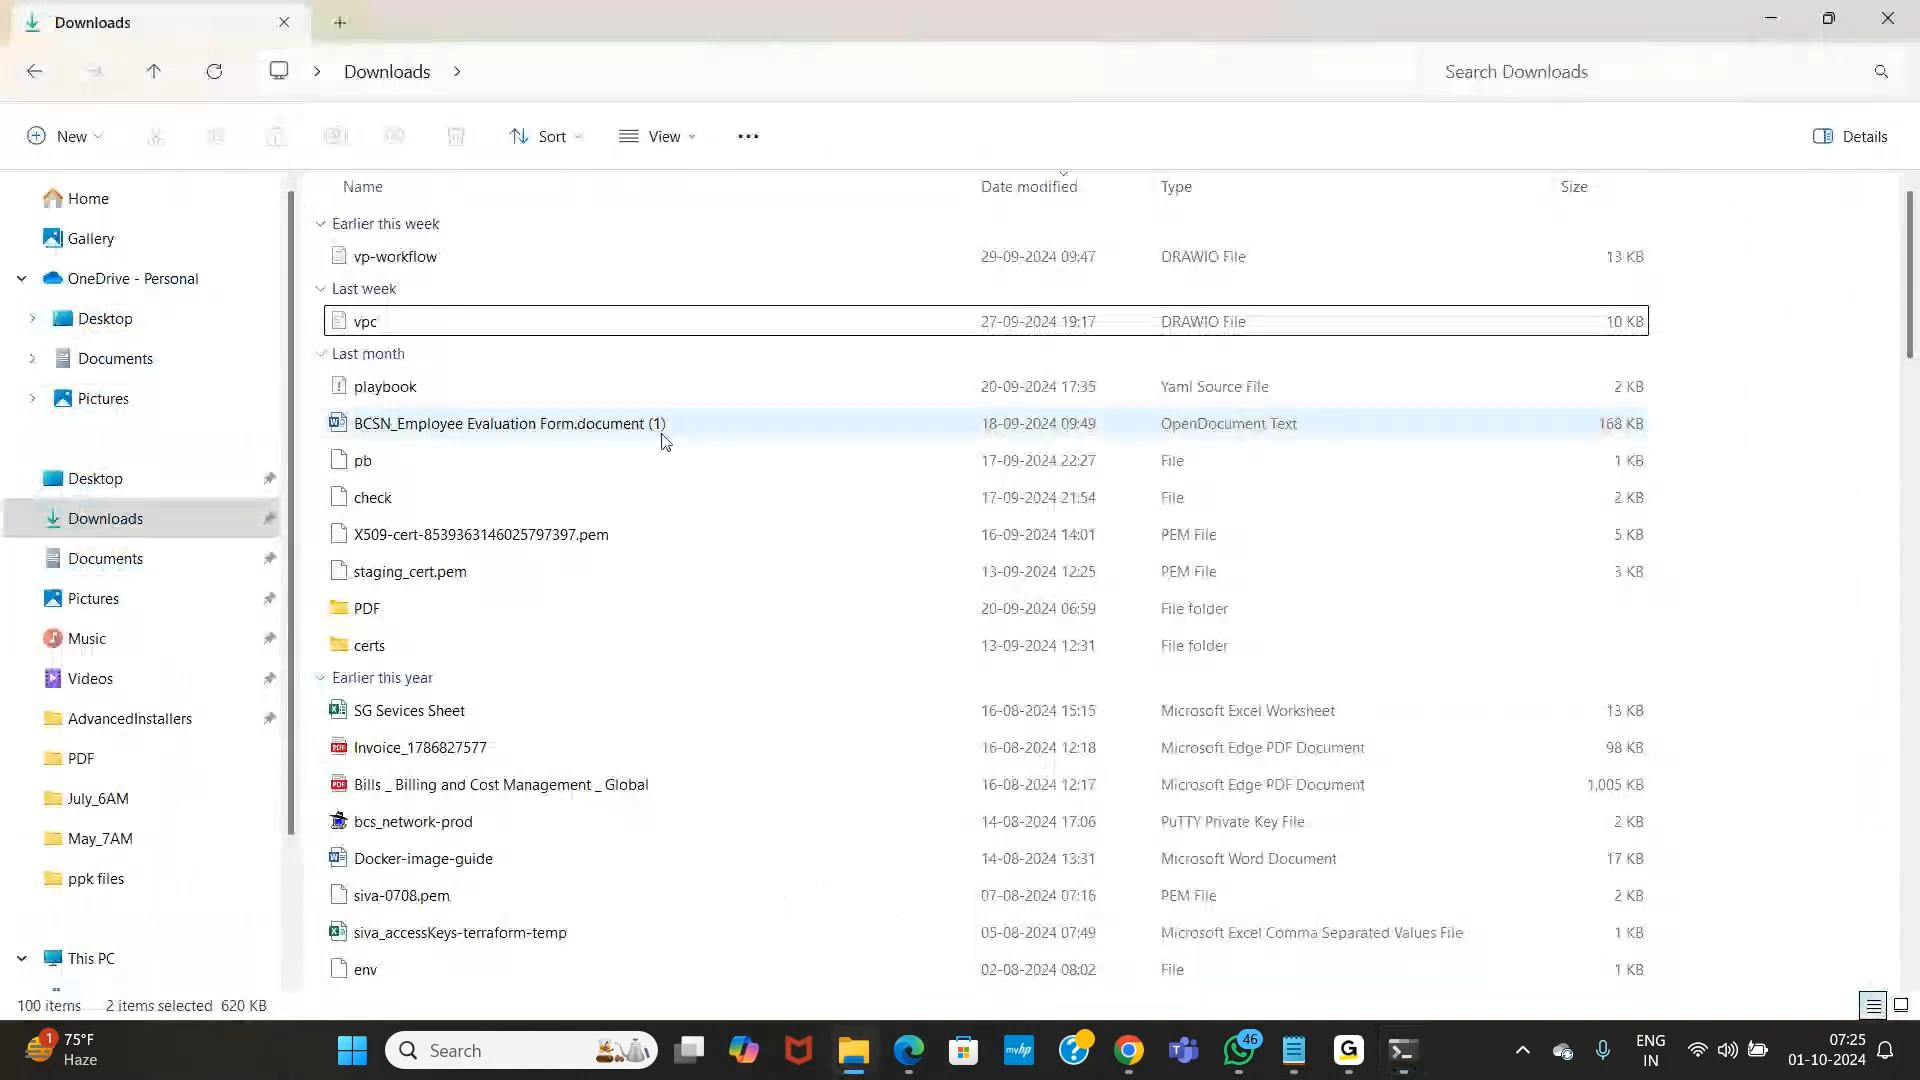 Downloads
Downloads
Search Downloads
New
Sort
View
Details
Home
Gallery
OneDrive - Personal
Desktop
Documents
Pictures
Desktop
Downloads
Documents
Pictures
Music
Videos
AdvancedInstallers
PDF
July_6AM
May_7AM
ppk files
This PC
Name Date modified Type Size
Earlier this week
vp-workflow 29-09-2024 09:47 DRAWIO File 13 KB
Last week
vpc 27-09-2024 19:17 DRAWIO File 10 KB
Last month
playbook 20-09-2024 17:35 Yaml Source File 2 KB
BCSN_Employee Evaluation Form.document (1) 18-09-2024 09:49 OpenDocument Text 168 KB
pb 17-09-2024 22:27 File 1 KB
check 17-09-2024 21:54 File 2 KB
X509-cert-8539363146025797397.pem 16-09-2024 14:01 PEM File 5 KB
staging_cert.pem 13-09-2024 12:25 PEM File 3 KB
PDF 20-09-2024 06:59 File folder
certs 13-09-2024 12:31 File folder
Earlier this year
SG Sevices Sheet 16-08-2024 15:15 Microsoft Excel Worksheet 13 KB
Invoice_1786827577 16-08-2024 12:18 Microsoft Edge PDF Document 98 KB
Bills _ Billing and Cost Management _ Global 16-08-2024 12:17 Microsoft Edge PDF Document 1,005 KB
bcs_network-prod 14-08-2024 17:06 PuTTY Private Key File 2 KB
Docker-image-guide 14-08-2024 13:31 Microsoft Word Document 17 KB
siva-0708.pem 07-08-2024 07:16 PEM File 2 KB
siva_accessKeys-terraform-temp 05-08-2024 07:49 Microsoft Excel Comma Separated Values File 1 KB
env 02-08-2024 08:02 File 1 KB
100 items 2 items selected 620 KB
1 75°F
Haze
Search
myhp
46
ENG
IN
07:25
01-10-2024